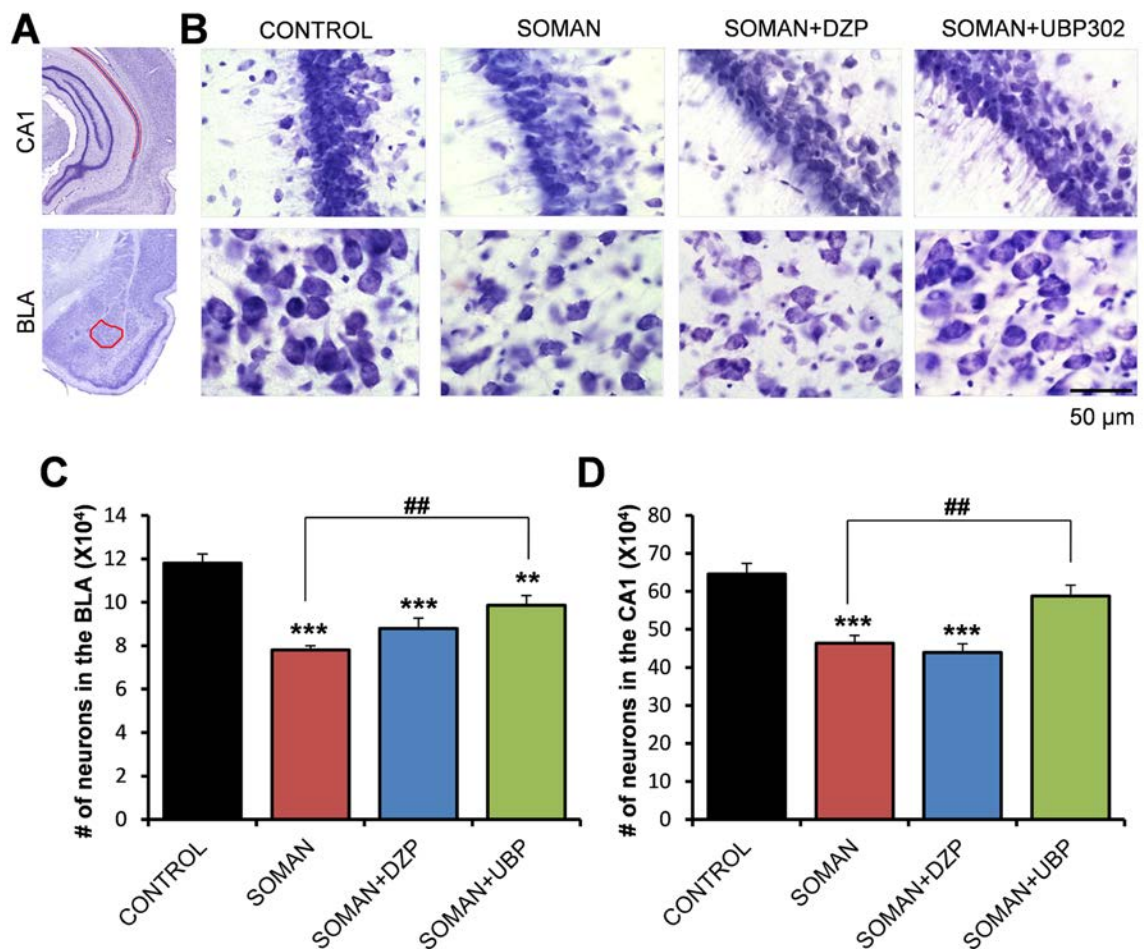 A
B
CONTROL
SOMAN
SOMAN+DZP
SOMAN+UBP302
CA1
BLA
50 µm
C
# of neurons in the BLA (X10⁴)
14
12
10
8
6
4
2
0
***
***
**
##
CONTROL
SOMAN
SOMAN+DZP
SOMAN+UBP
D
# of neurons in the CA1 (X10⁴)
80
70
60
50
40
30
20
10
0
***
***
##
CONTROL
SOMAN
SOMAN+DZP
SOMAN+UBP